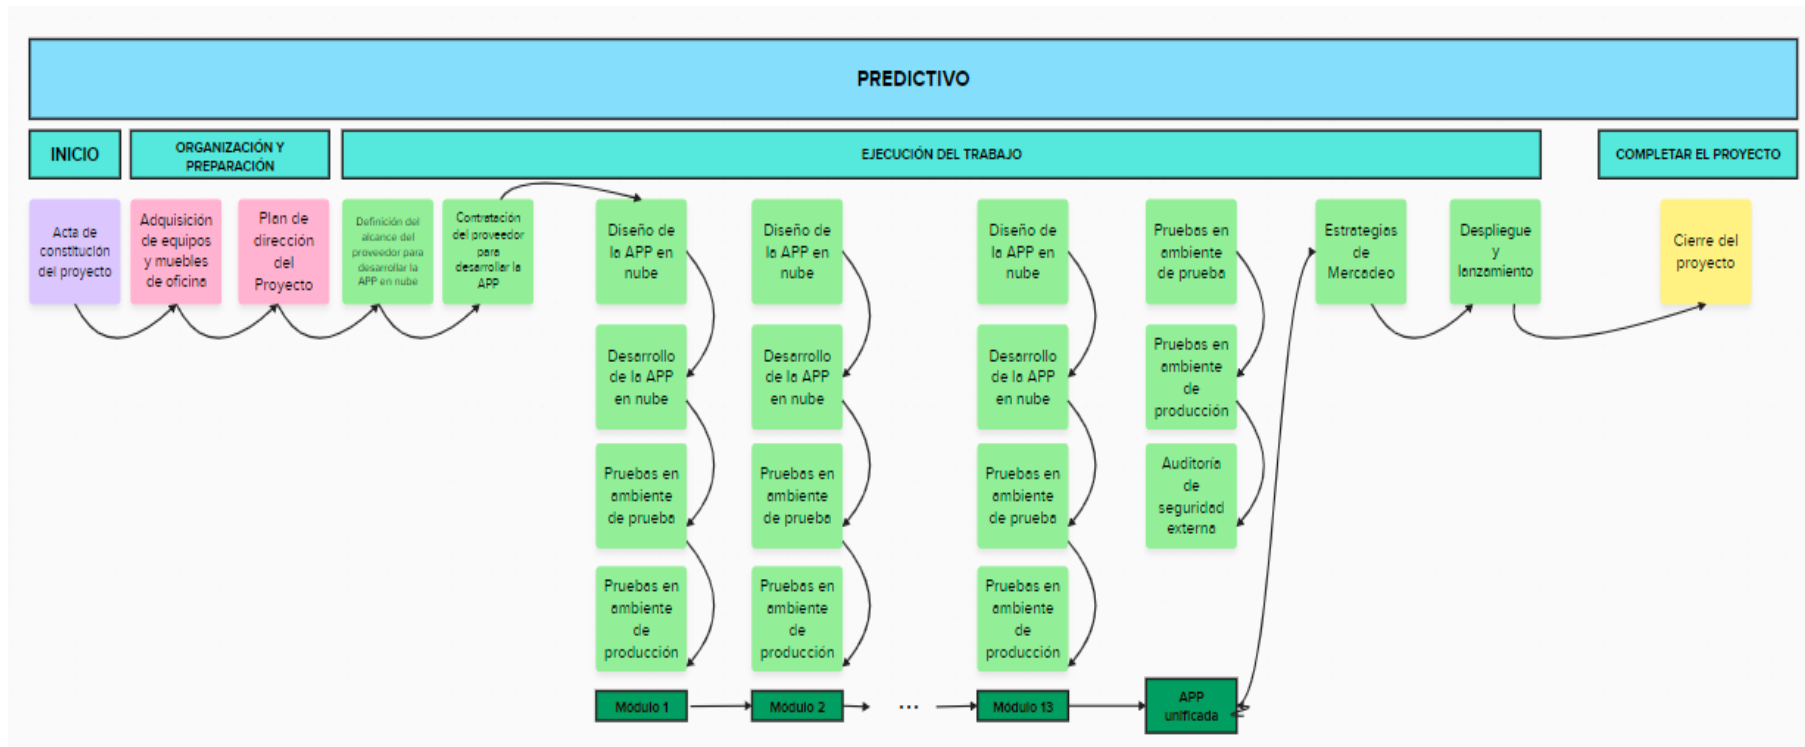 PREDICTIVO
INICIO
ORGANIZACIÓN Y
PREPARACIÓN
EJECUCIÓN DEL TRABAJO
COMPLETAR EL PROYECTO
Acta de
constitución
del proyecto
Adquisición
de equipos
y muebles
de oficina
Plan de
dirección
del
Proyecto
Definición del
alcance del
proveedor para
desarrollar la
APP en nube
Contratación
del proveedor
para
desarrollar la
APP
Diseño de
la APP en
nube
Desarrollo
de la APP
en nube
Pruebas en
ambiente
de prueba
Pruebas en
ambiente
de
producción
Módulo 1
Diseño de
la APP en
nube
Desarrollo
de la APP
en nube
Pruebas en
ambiente
de prueba
Pruebas en
ambiente
de
producción
Módulo 2
...
Diseño de
la APP en
nube
Desarrollo
de la APP
en nube
Pruebas en
ambiente
de prueba
Pruebas en
ambiente
de
producción
Módulo 13
Pruebas en
ambiente
de prueba
Pruebas en
ambiente
de
producción
Auditoría
de
seguridad
externa
APP
unificada
Estrategias
de
Mercadeo
Despliegue
y
lanzamiento
Cierre del
proyecto